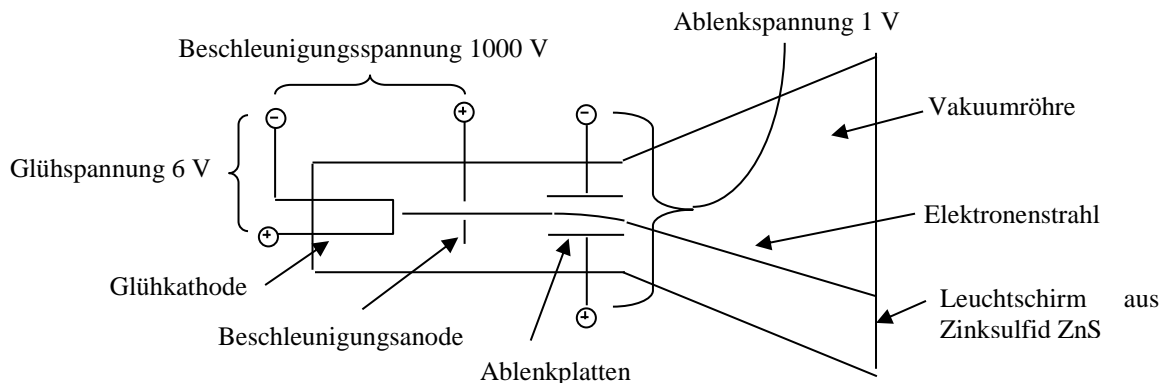 Ablenkspannung 1 V
Beschleunigungsspannung 1000 V
Vakuumröhre
Glühspannung 6 V
Elektronenstrahl
Glühkathode
Leuchtschirm aus
Zinksulfid ZnS
Beschleunigungsanode
Ablenkplatten